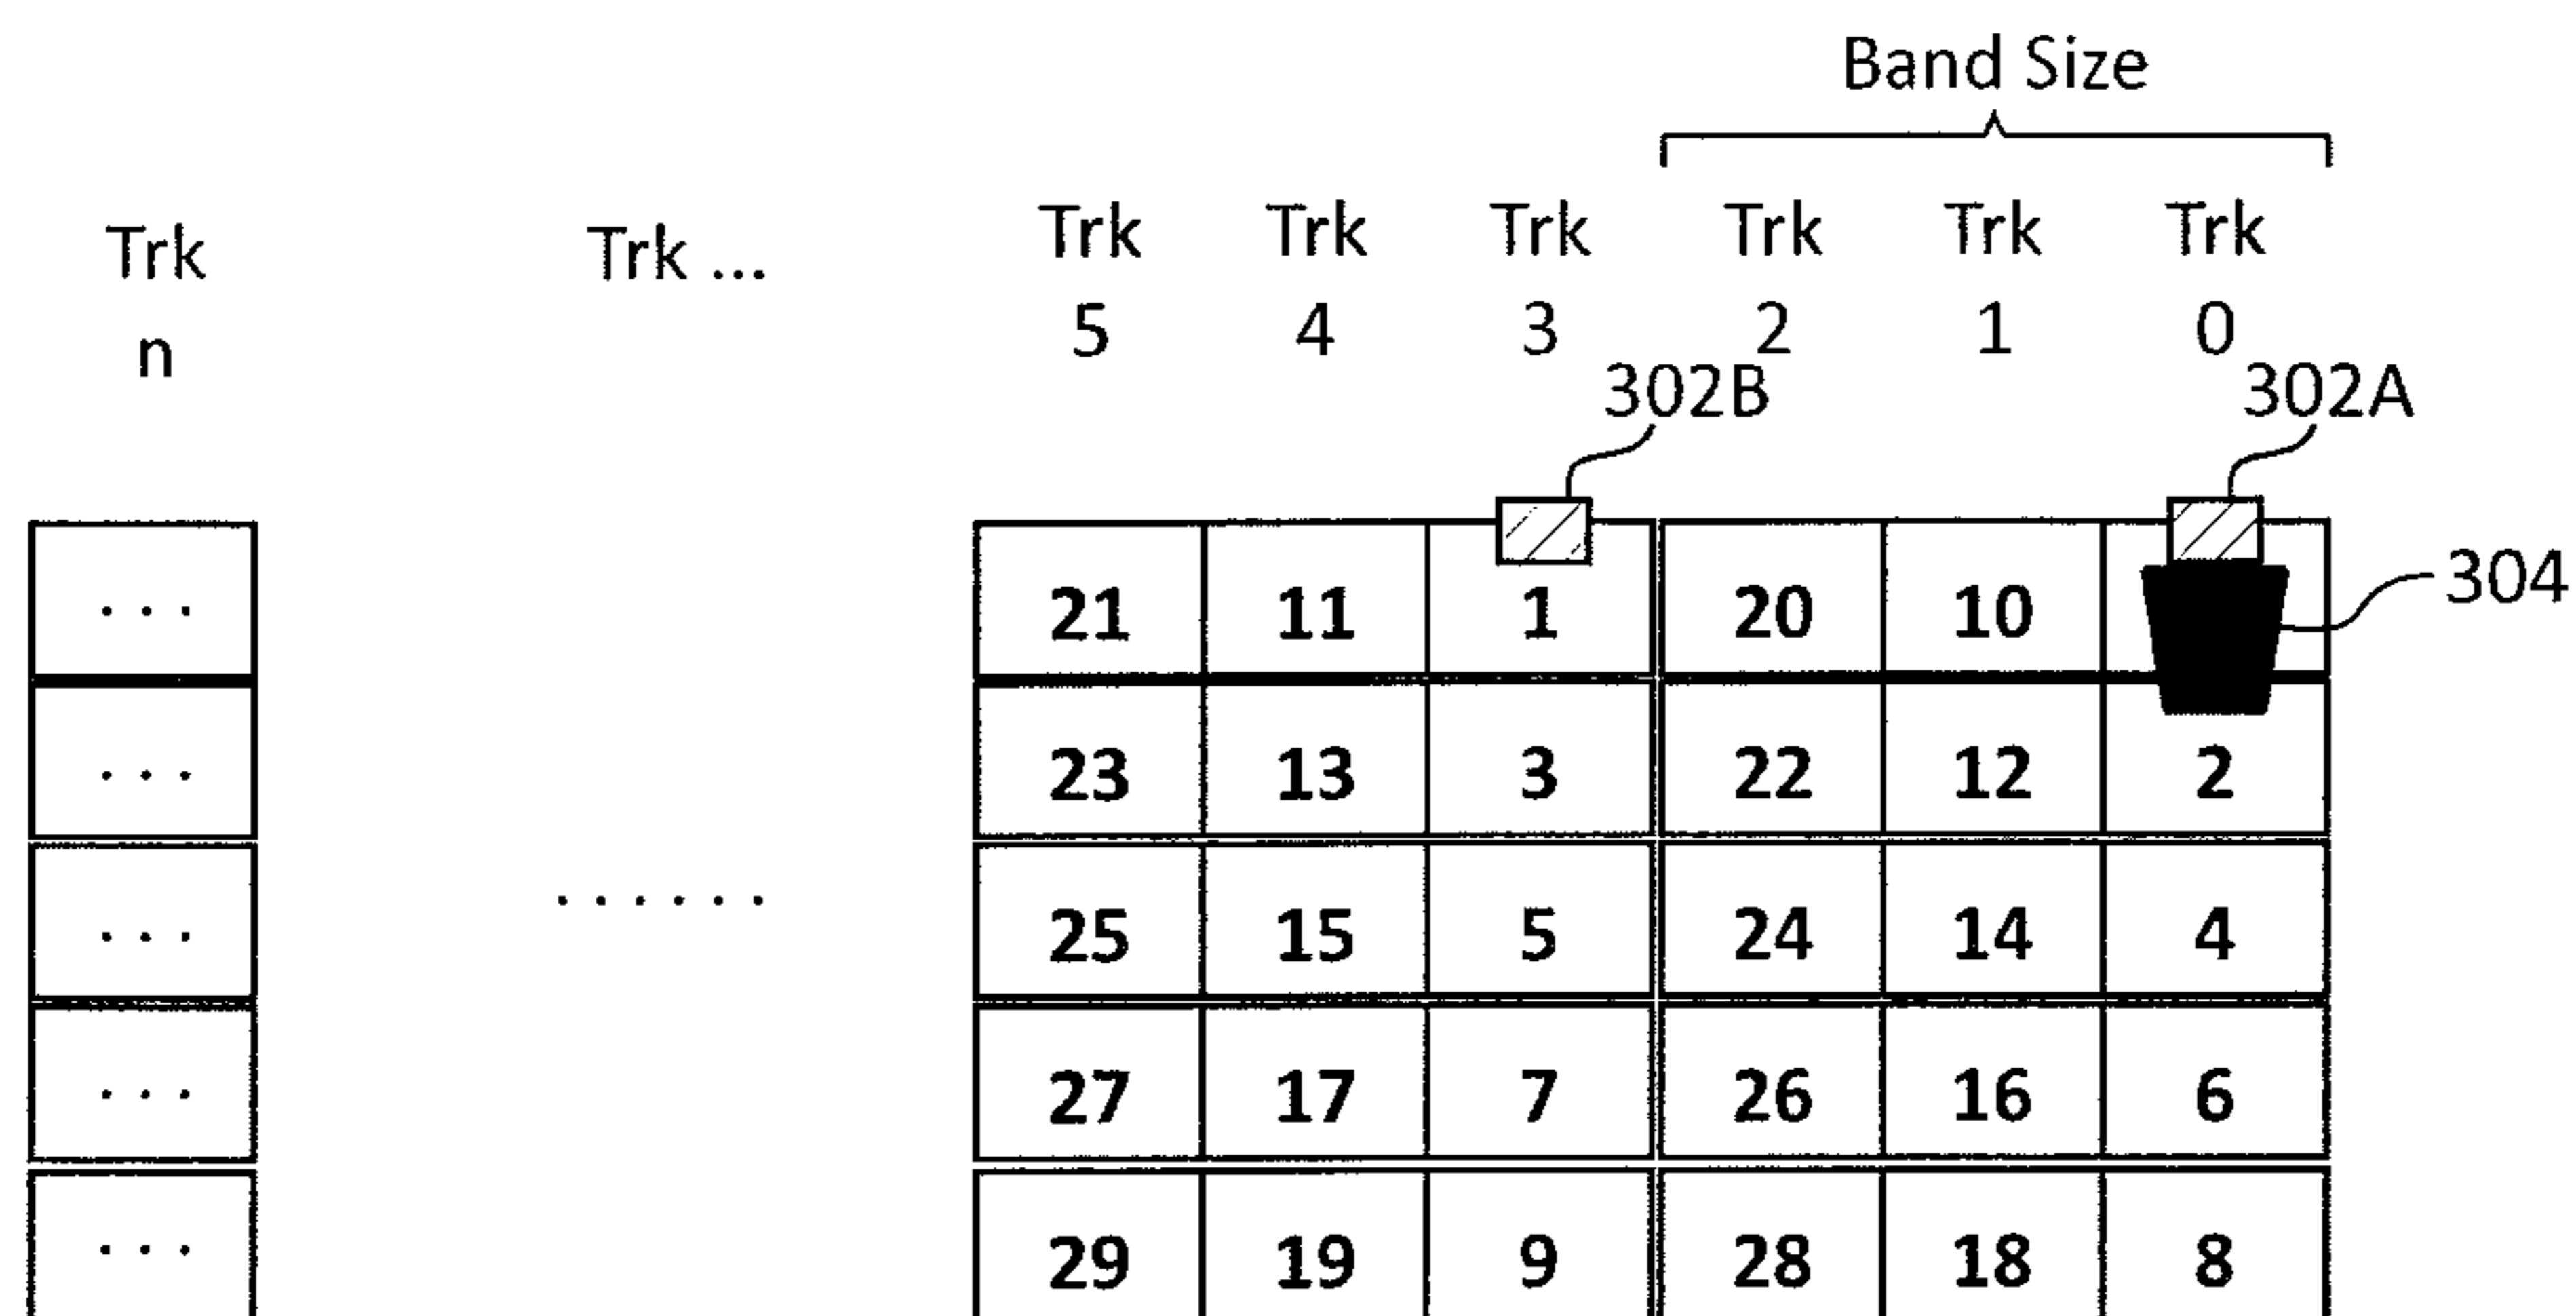 Band Size
Trk Trk ... Trk Trk Trk Trk Trk Trk
n 5 4 3 2 1 0
302B 302A
... 21 11 1 20 10
304
... 23 13 3 22 12 2
... ...... 25 15 5 24 14 4
... 27 17 7 26 16 6
... 29 19 9 28 18 8